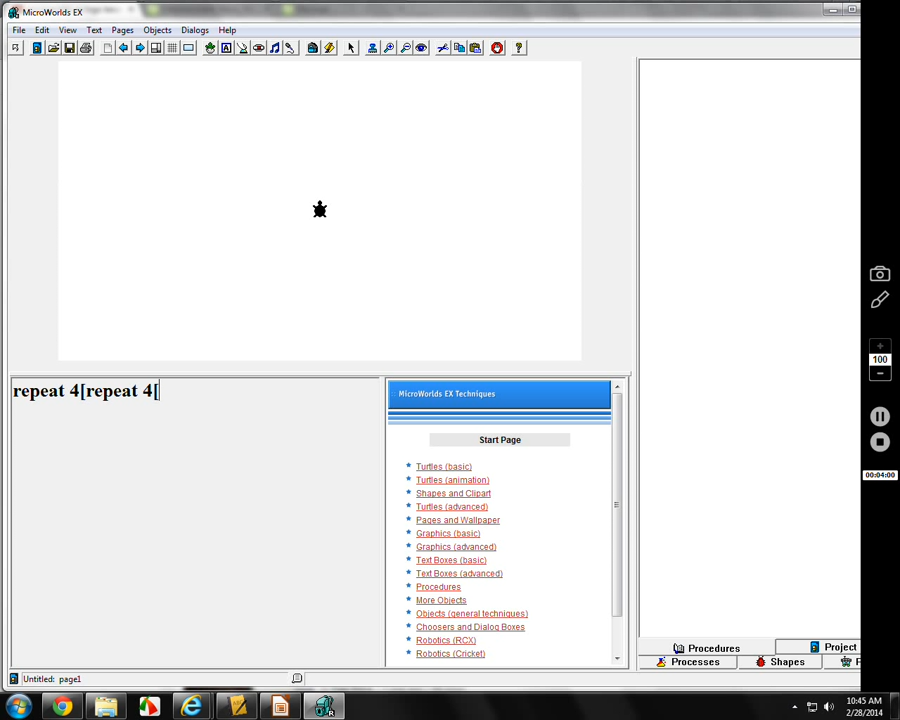 MicroWorlds EX
File Edit View Text Pages Objects Dialogs Help
repeat 4[repeat 4[
MicroWorlds EX Techniques
Start Page
Turtles (basic)
Turtles (animation)
Shapes and Clipart
Turtles (advanced)
Pages and Wallpaper
Graphics (basic)
Graphics (advanced)
Text Boxes (basic)
Text Boxes (advanced)
Procedures
More Objects
Objects (general techniques)
Choosers and Dialog Boxes
Robotics (RCX)
Robotics (Cricket)
Procedures Project
Processes Shapes F
Untitled: page1
100
00:04:00
10:45 AM
2/28/2014